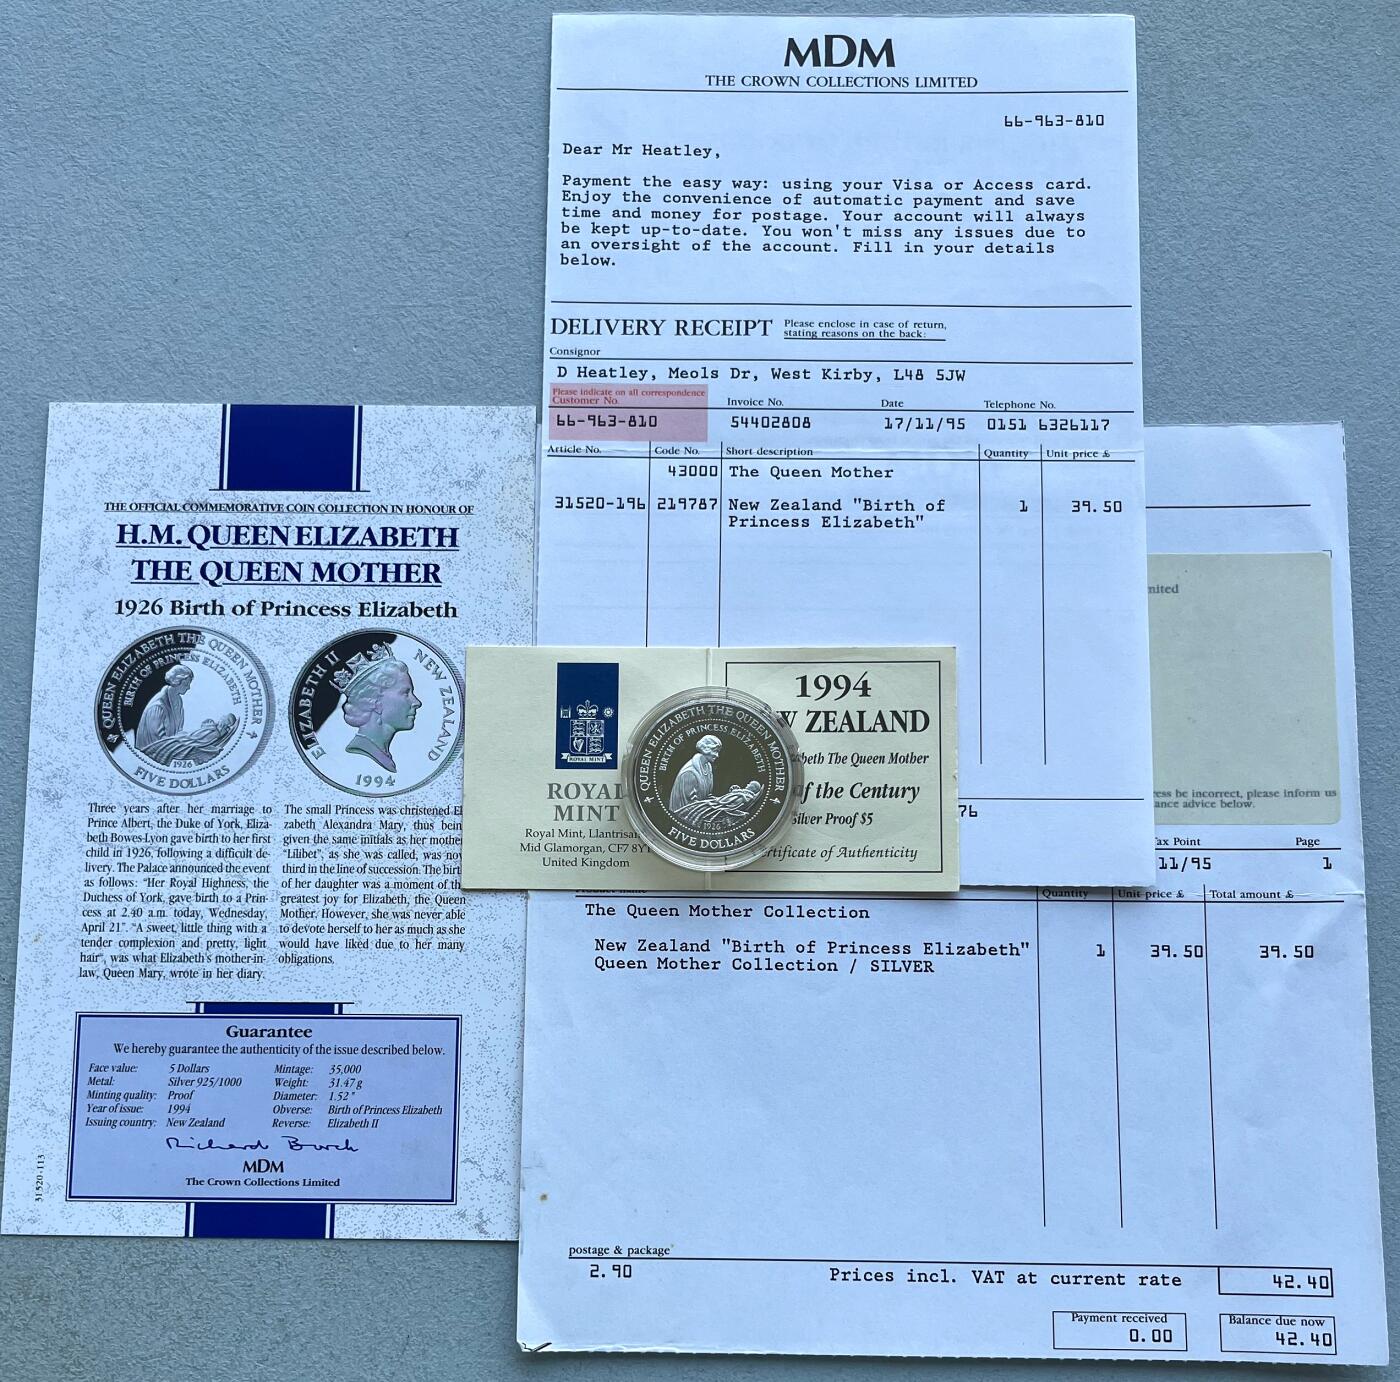 MDM
THE CROWN COLLECTIONS LIMITED
66-963-810
Dear Mr Heatley,
Payment the easy way: using your Visa or Access card.
Enjoy the convenience of automatic payment and save
time and money for postage. Your account will always
be kept up-to-date. You won't miss any issues due to
an oversight of the account. Fill in your details
below.
DELIVERY RECEIPT
Please enclose in case of return,
stating reasons on the back:
Consignor
D Heatley, Meols Dr, West Kirby, L48 5JW
Please indicate on all correspondence
Customer No. Invoice No. Date Telephone No.
66-963-810 54402808 17/11/95 0151 6326117
Article No. Code No. Short description Quantity Unit price £
43000 The Queen Mother
31520-196 219787 New Zealand "Birth of 1 39.50
Princess Elizabeth"
76
THE OFFICIAL COMMEMORATIVE COIN COLLECTION IN HONOUR OF
H.M. QUEEN ELIZABETH
THE QUEEN MOTHER
1926 Birth of Princess Elizabeth
QUEEN ELIZABETH THE QUEEN MOTHER
BIRTH OF PRINCESS ELIZABETH
1926
FIVE DOLLARS
ELIZABETH II
NEW ZEALAND
1994
Three years after her marriage to
Prince Albert, the Duke of York, Eliza-
beth Bowes-Lyon gave birth to her first
child in 1926, following a difficult de-
livery. The Palace announced the event
as follows: "Her Royal Highness, the
Duchess of York, gave birth to a Prin-
cess at 2.40 a.m. today, Wednesday,
April 21". "A sweet, little thing with a
tender complexion and pretty, light
hair", was what Elizabeth's mother-in-
law, Queen Mary, wrote in her diary.
The small Princess was christened El
zabeth Alexandra Mary, thus bein
given the same initials as her mothe
"Lilibet", as she was called, was no
third in the line of succession. The birt
of her daughter was a moment of th
greatest joy for Elizabeth, the Queen
Mother. However, she was never able
to devote herself to her as much as she
would have liked due to her many
obligations.
Guarantee
We hereby guarantee the authenticity of the issue described below.
Face value: 5 Dollars Mintage: 35,000
Metal: Silver 925/1000 Weight: 31.47 g
Minting quality: Proof Diameter: 1.52"
Year of issue: 1994 Obverse: Birth of Princess Elizabeth
Issuing country: New Zealand Reverse: Elizabeth II
Richard Burch
MDM
The Crown Collections Limited
31520-113
ROYAL MINT
ROYAL
MINT
Royal Mint, Llantrisa
Mid Glamorgan, CF7 8Y
United Kingdom
1994
W ZEALAND
beth The Queen Mother
of the Century
ilver Proof $5
ertificate of Authenticity
QUEEN ELIZABETH THE QUEEN MOTHER
BIRTH OF PRINCESS ELIZABETH
1926
FIVE DOLLARS
mited
ess be incorrect, please inform us
ance advice below.
ax Point Page
11/95 1
Quantity Unit price £ Total amount £
The Queen Mother Collection
New Zealand "Birth of Princess Elizabeth" 1 39.50 39.50
Queen Mother Collection / SILVER
postage & package
2.90 Prices incl. VAT at current rate 42.40
Payment received Balance due now
0.00 42.40